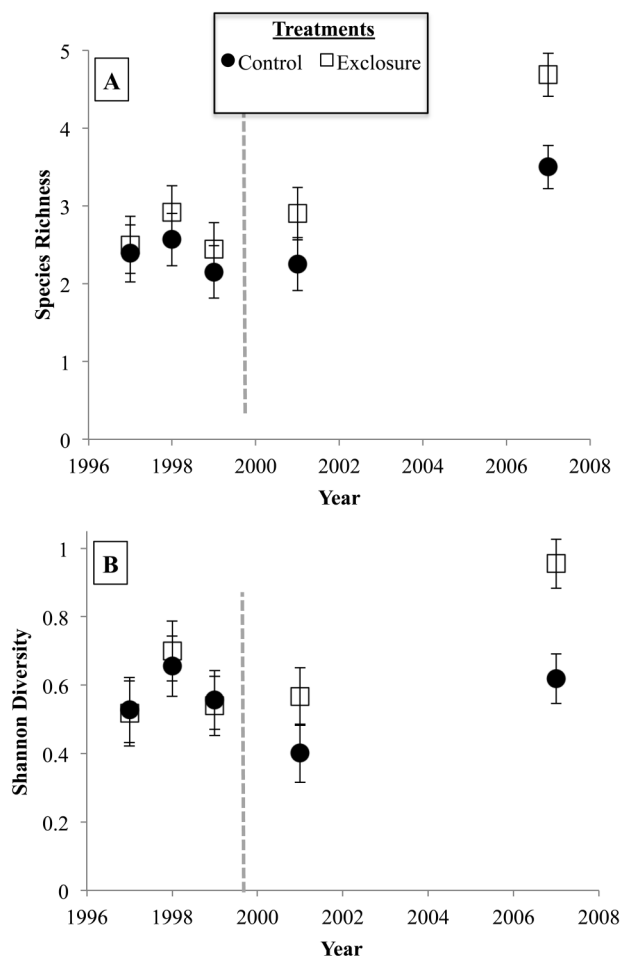 Treatments
Control Exclosure
A
5
4
3
2
1
0
Species Richness
1996 1998 2000 2002 2004 2006 2008
Year
B
1
0.8
0.6
0.4
0.2
0
Shannon Diversity
1996 1998 2000 2002 2004 2006 2008
Year